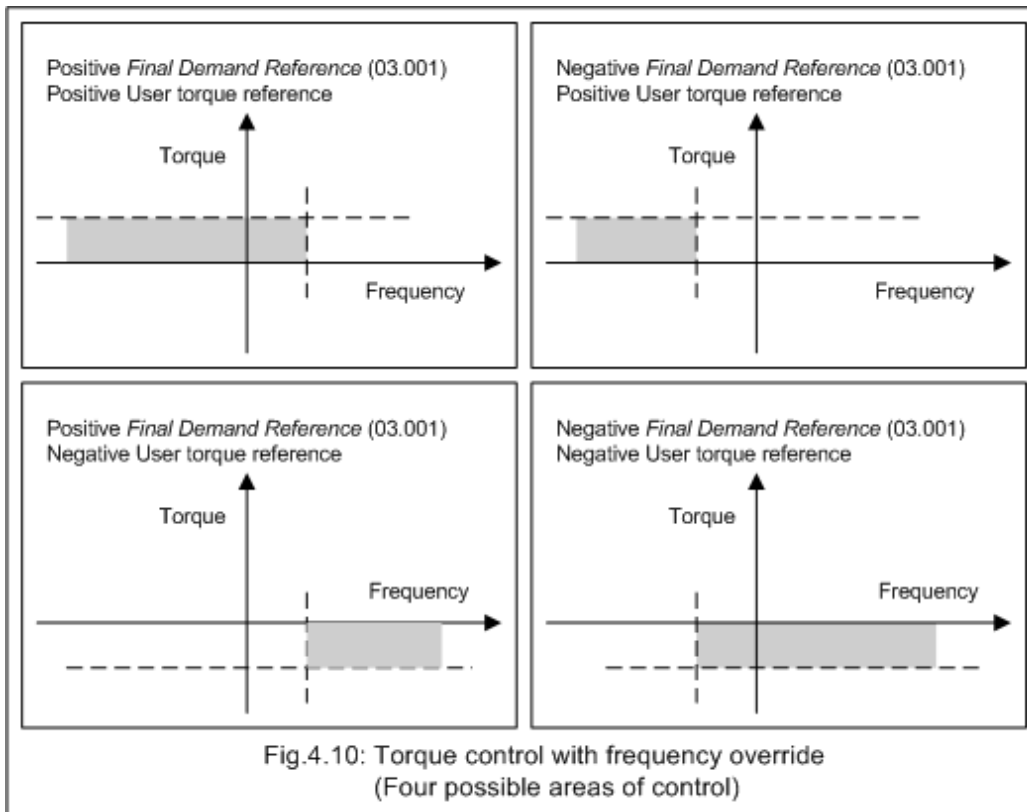 Positive Final Demand Reference (03.001)
Positive User torque reference
Torque
Frequency
Negative Final Demand Reference (03.001)
Positive User torque reference
Torque
Frequency
Positive Final Demand Reference (03.001)
Negative User torque reference
Torque
Frequency
Negative Final Demand Reference (03.001)
Negative User torque reference
Torque
Frequency
Fig.4.10: Torque control with frequency override
(Four possible areas of control)